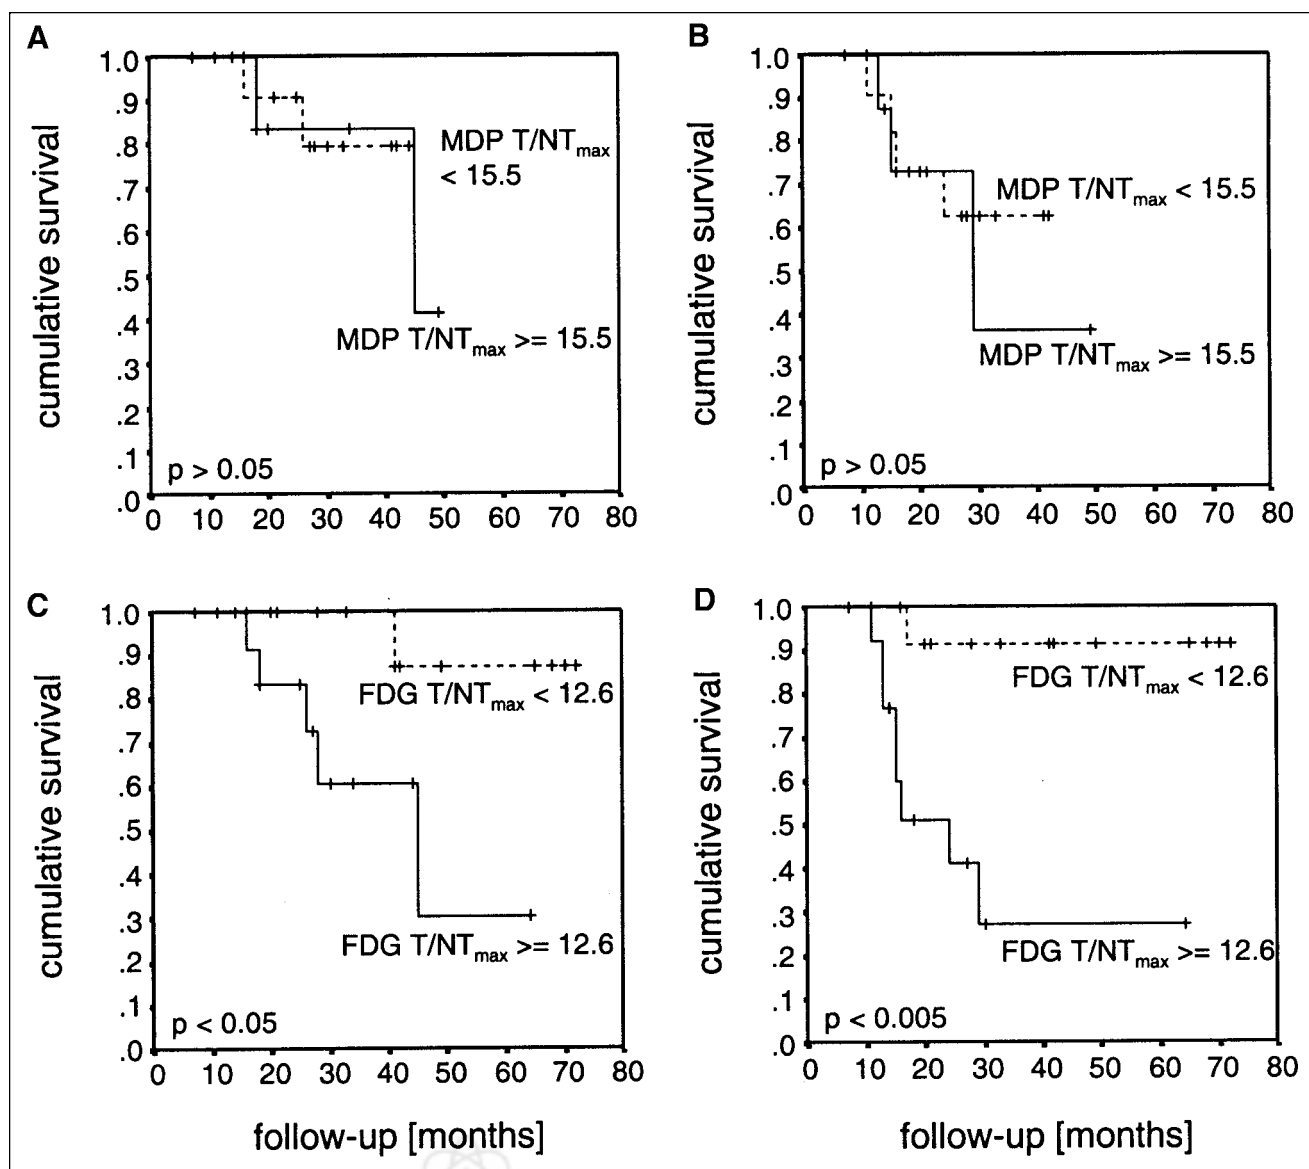 A
cumulative survival
1.0
.9
.8
.7
.6
.5
.4
.3
.2
.1
.0
MDP T/NTmax
< 15.5
MDP T/NTmax >= 15.5
p > 0.05
0 10 20 30 40 50 60 70 80
B
cumulative survival
1.0
.9
.8
.7
.6
.5
.4
.3
.2
.1
.0
MDP T/NTmax < 15.5
MDP T/NTmax >= 15.5
p > 0.05
0 10 20 30 40 50 60 70 80
C
cumulative survival
1.0
.9
.8
.7
.6
.5
.4
.3
.2
.1
.0
FDG T/NTmax < 12.6
FDG T/NTmax >= 12.6
p < 0.05
0 10 20 30 40 50 60 70 80
follow-up [months]
D
cumulative survival
1.0
.9
.8
.7
.6
.5
.4
.3
.2
.1
.0
FDG T/NTmax < 12.6
FDG T/NTmax >= 12.6
p < 0.005
0 10 20 30 40 50 60 70 80
follow-up [months]